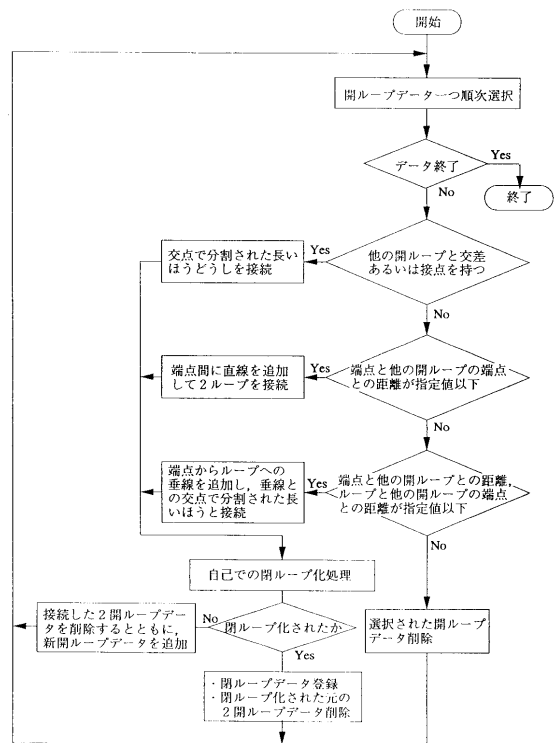 開始
開ループデータ一つ順次選択
データ終了
Yes
終了
No
他の開ループと交差
あるいは接点を持つ
Yes
交点で分割された長い
ほうどうしを接続
No
端点と他の開ループの端点
との距離が指定値以下
Yes
端点間に直線を追加
して2ループを接続
No
端点と他の開ループとの距離,
ループと他の開ループの端点
との距離が指定値以下
Yes
端点からループへの
垂線を追加し,垂線と
の交点で分割された長
いほうと接続
No
自己での閉ループ化処理
閉ループ化されたか
No
接続した2開ループデー
タを削除するとともに,
新開ループデータを追加
Yes
・閉ループデータ登録
・閉ループ化された元の
2開ループデータ削除
選択された開ループ
データ削除